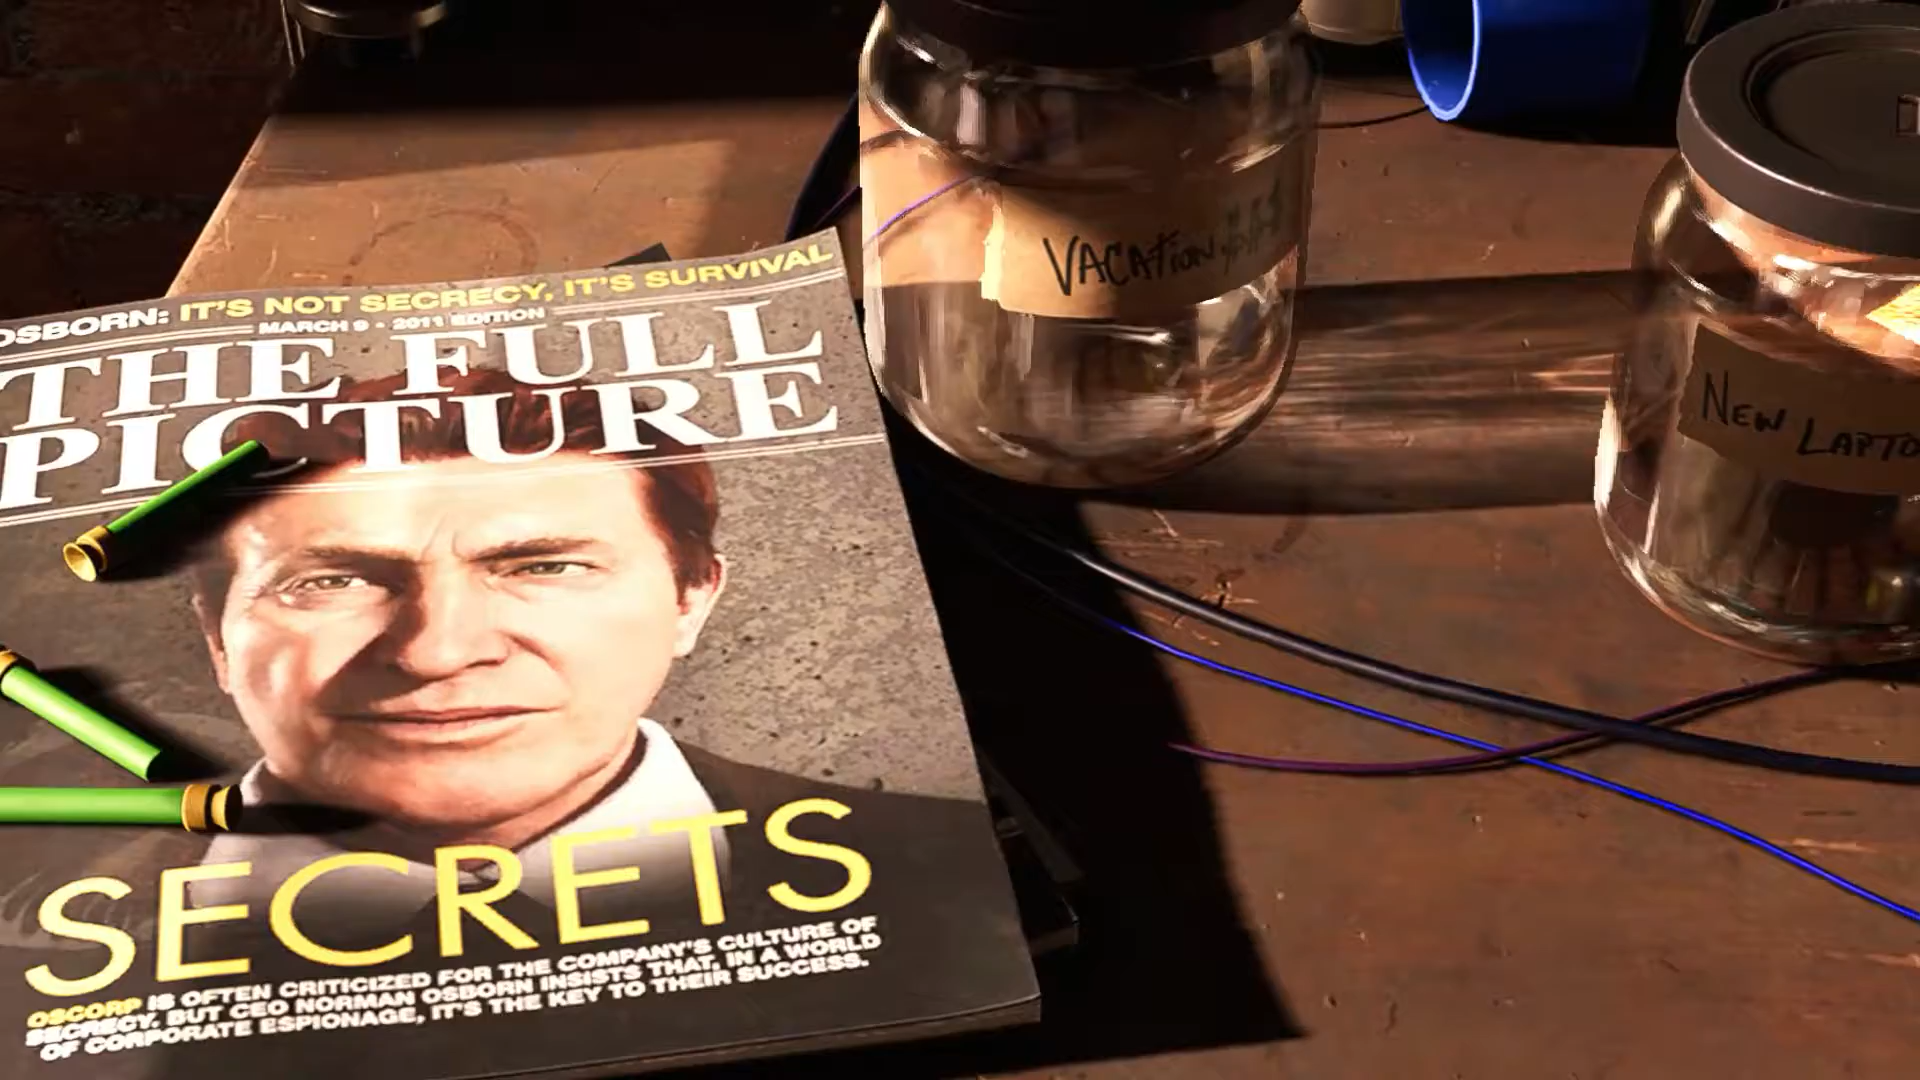 OSBORN: IT'S NOT SECRECY, IT'S SURVIVAL
MARCH 9 - 2011 EDITION
THE FULL
PICTURE
SECRETS
OSCORP IS OFTEN CRITICIZED FOR THE COMPANY'S CULTURE OF
SECRECY. BUT CEO NORMAN OSBORN INSISTS THAT, IN A WORLD
OF CORPORATE ESPIONAGE, IT'S THE KEY TO THEIR SUCCESS.
VACATION
NEW LAPTO